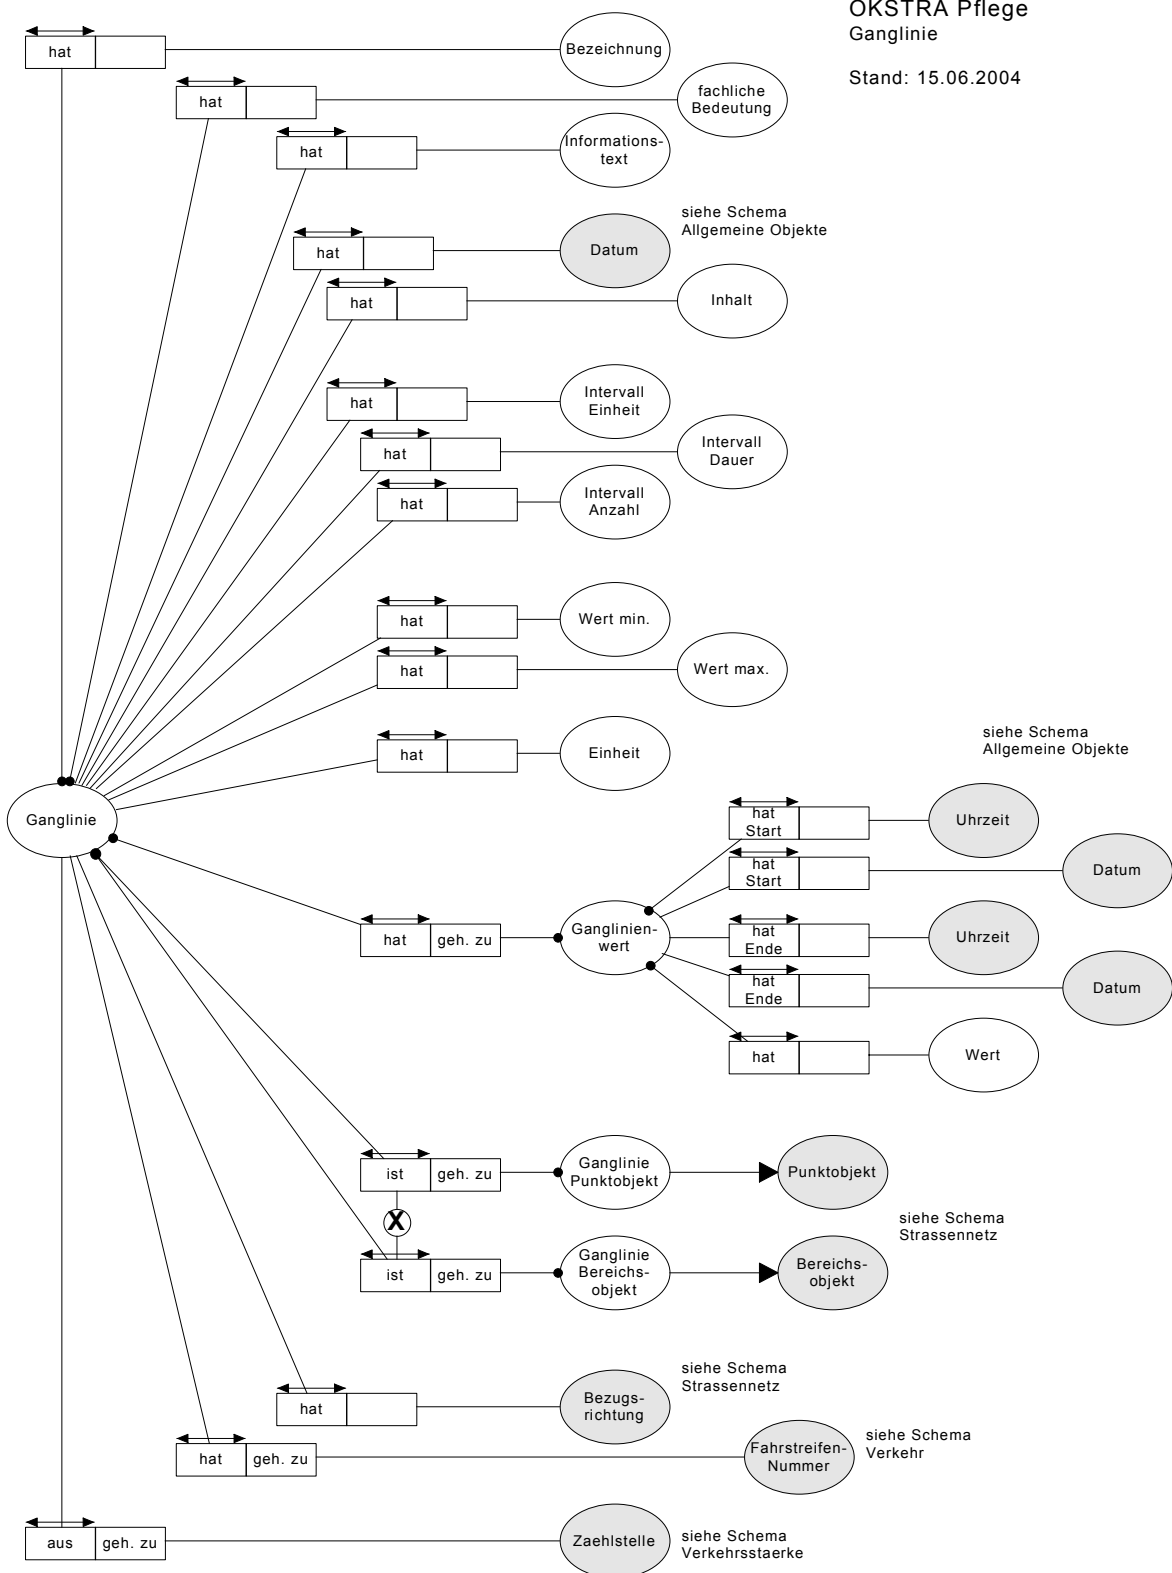 OKSTRA Pflege
Ganglinie
Stand: 15.06.2004
hat
Bezeichnung
hat
fachliche
Bedeutung
hat
Informations-
text
siehe Schema
Allgemeine Objekte
hat
Datum
hat
Inhalt
hat
Intervall
Einheit
hat
Intervall
Dauer
hat
Intervall
Anzahl
hat
Wert min.
hat
Wert max.
hat
Einheit
siehe Schema
Allgemeine Objekte
Ganglinie
hat
Start
Uhrzeit
hat
Start
Datum
hat
geh. zu
Ganglinien-
wert
hat
Ende
Uhrzeit
hat
Ende
Datum
hat
Wert
ist
geh. zu
Ganglinie
Punktobjekt
Punktobjekt
X
siehe Schema
Strassennetz
ist
geh. zu
Ganglinie
Bereichs-
objekt
Bereichs-
objekt
siehe Schema
Strassennetz
hat
Bezugs-
richtung
hat
geh. zu
Fahrstreifen-
Nummer
siehe Schema
Verkehr
aus
geh. zu
Zaehlstelle
siehe Schema
Verkehrsstaerke